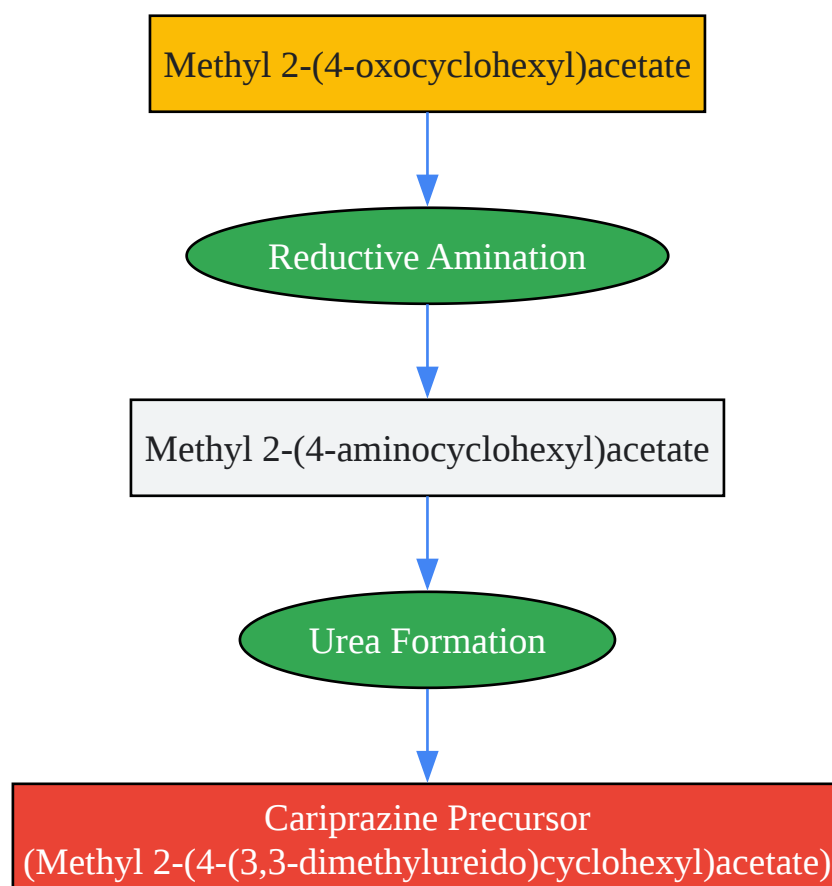 Methyl 2-(4-oxocyclohexyl)acetate
Reductive Amination
Methyl 2-(4-aminocyclohexyl)acetate
Urea Formation
Cariprazine Precursor
(Methyl 2-(4-(3,3-dimethylureido)cyclohexyl)acetate)